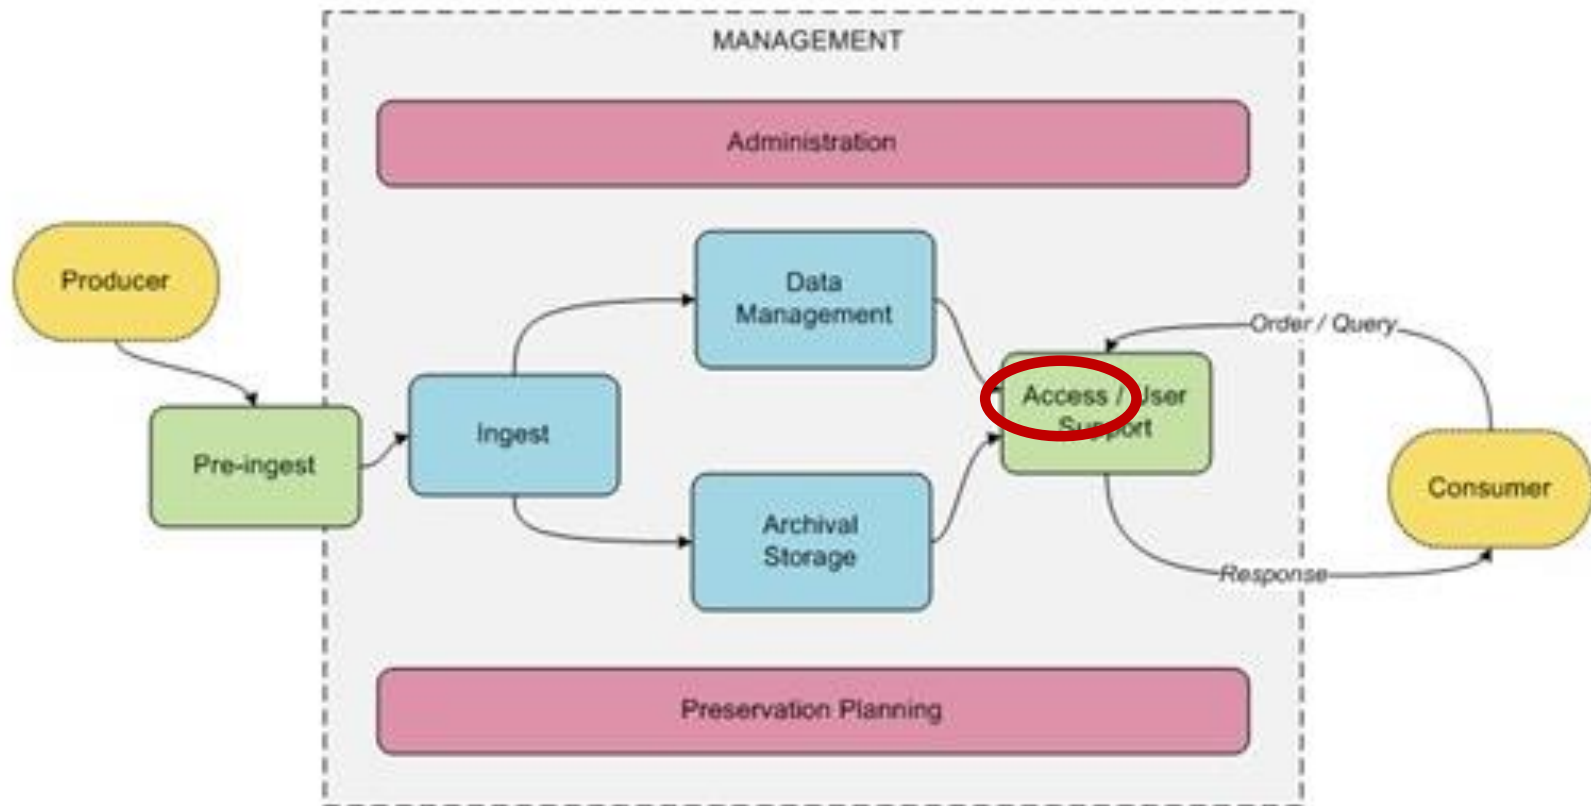 MANAGEMENT
Administration
Producer
Data
Management
Order / Query
Access / User
Support
Ingest
Pre-ingest
Consumer
Archival
Storage
Response
Preservation Planning